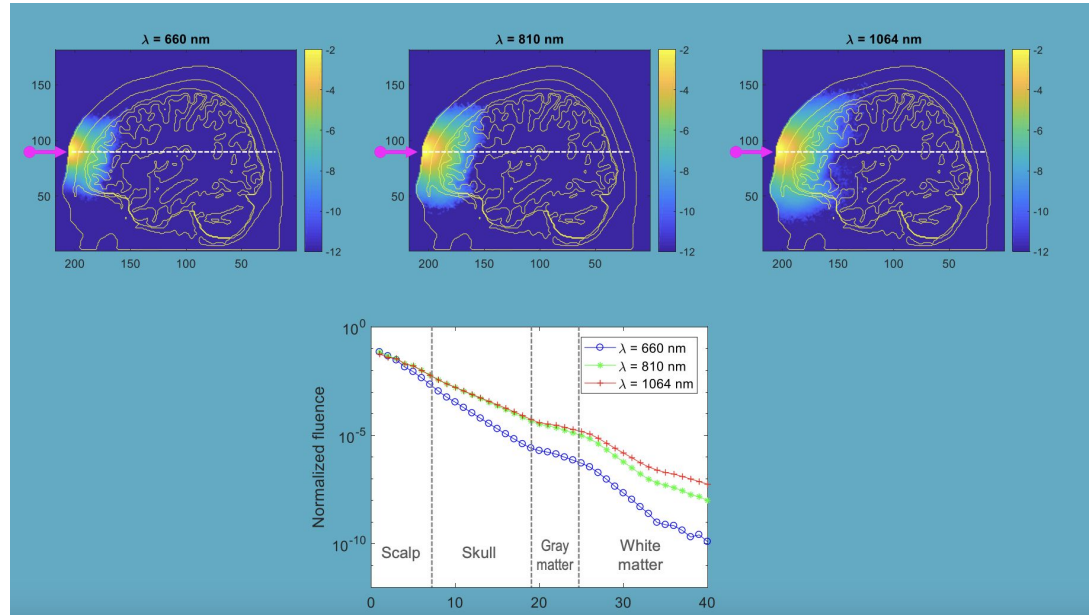 λ = 660 nm
150
100
50
200 150 100 50
-2
-4
-6
-8
-10
-12
λ = 810 nm
150
100
50
200 150 100 50
-2
-4
-6
-8
-10
-12
λ = 1064 nm
150
100
50
200 150 100 50
-2
-4
-6
-8
-10
-12
Normalized fluence
10⁰
10⁻⁵
10⁻¹⁰
λ = 660 nm
λ = 810 nm
λ = 1064 nm
Scalp
Skull
Gray
matter
White
matter
0 10 20 30 40